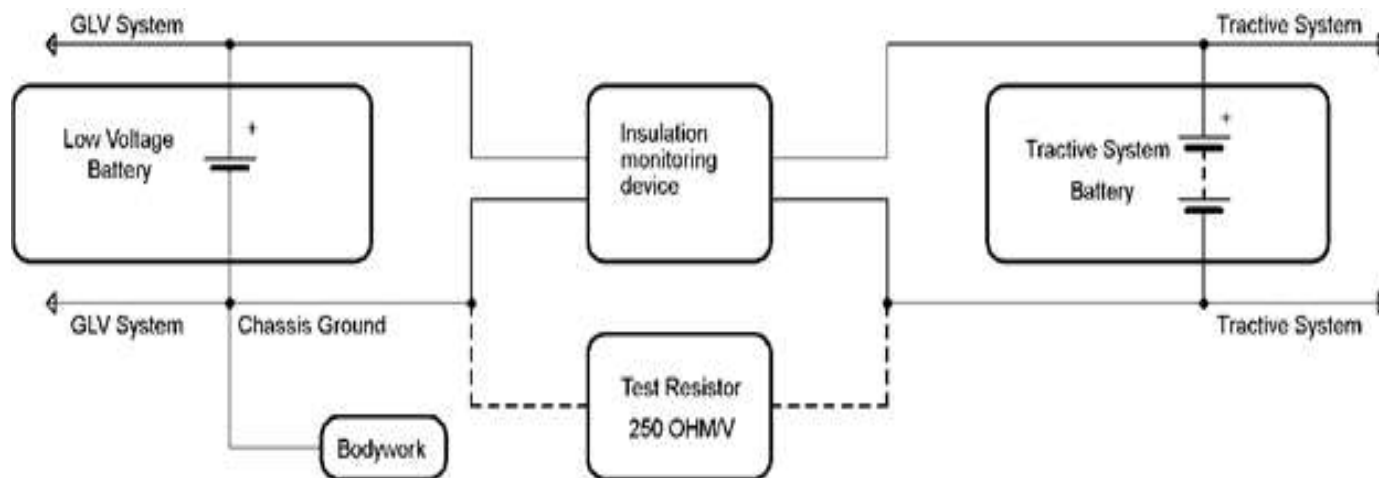 GLV System
Tractive System
Low Voltage
Battery
+
Insulation
monitoring
device
Tractive System
Battery
+
GLV System
Chassis Ground
Tractive System
Test Resistor
250 OHM/V
Bodywork